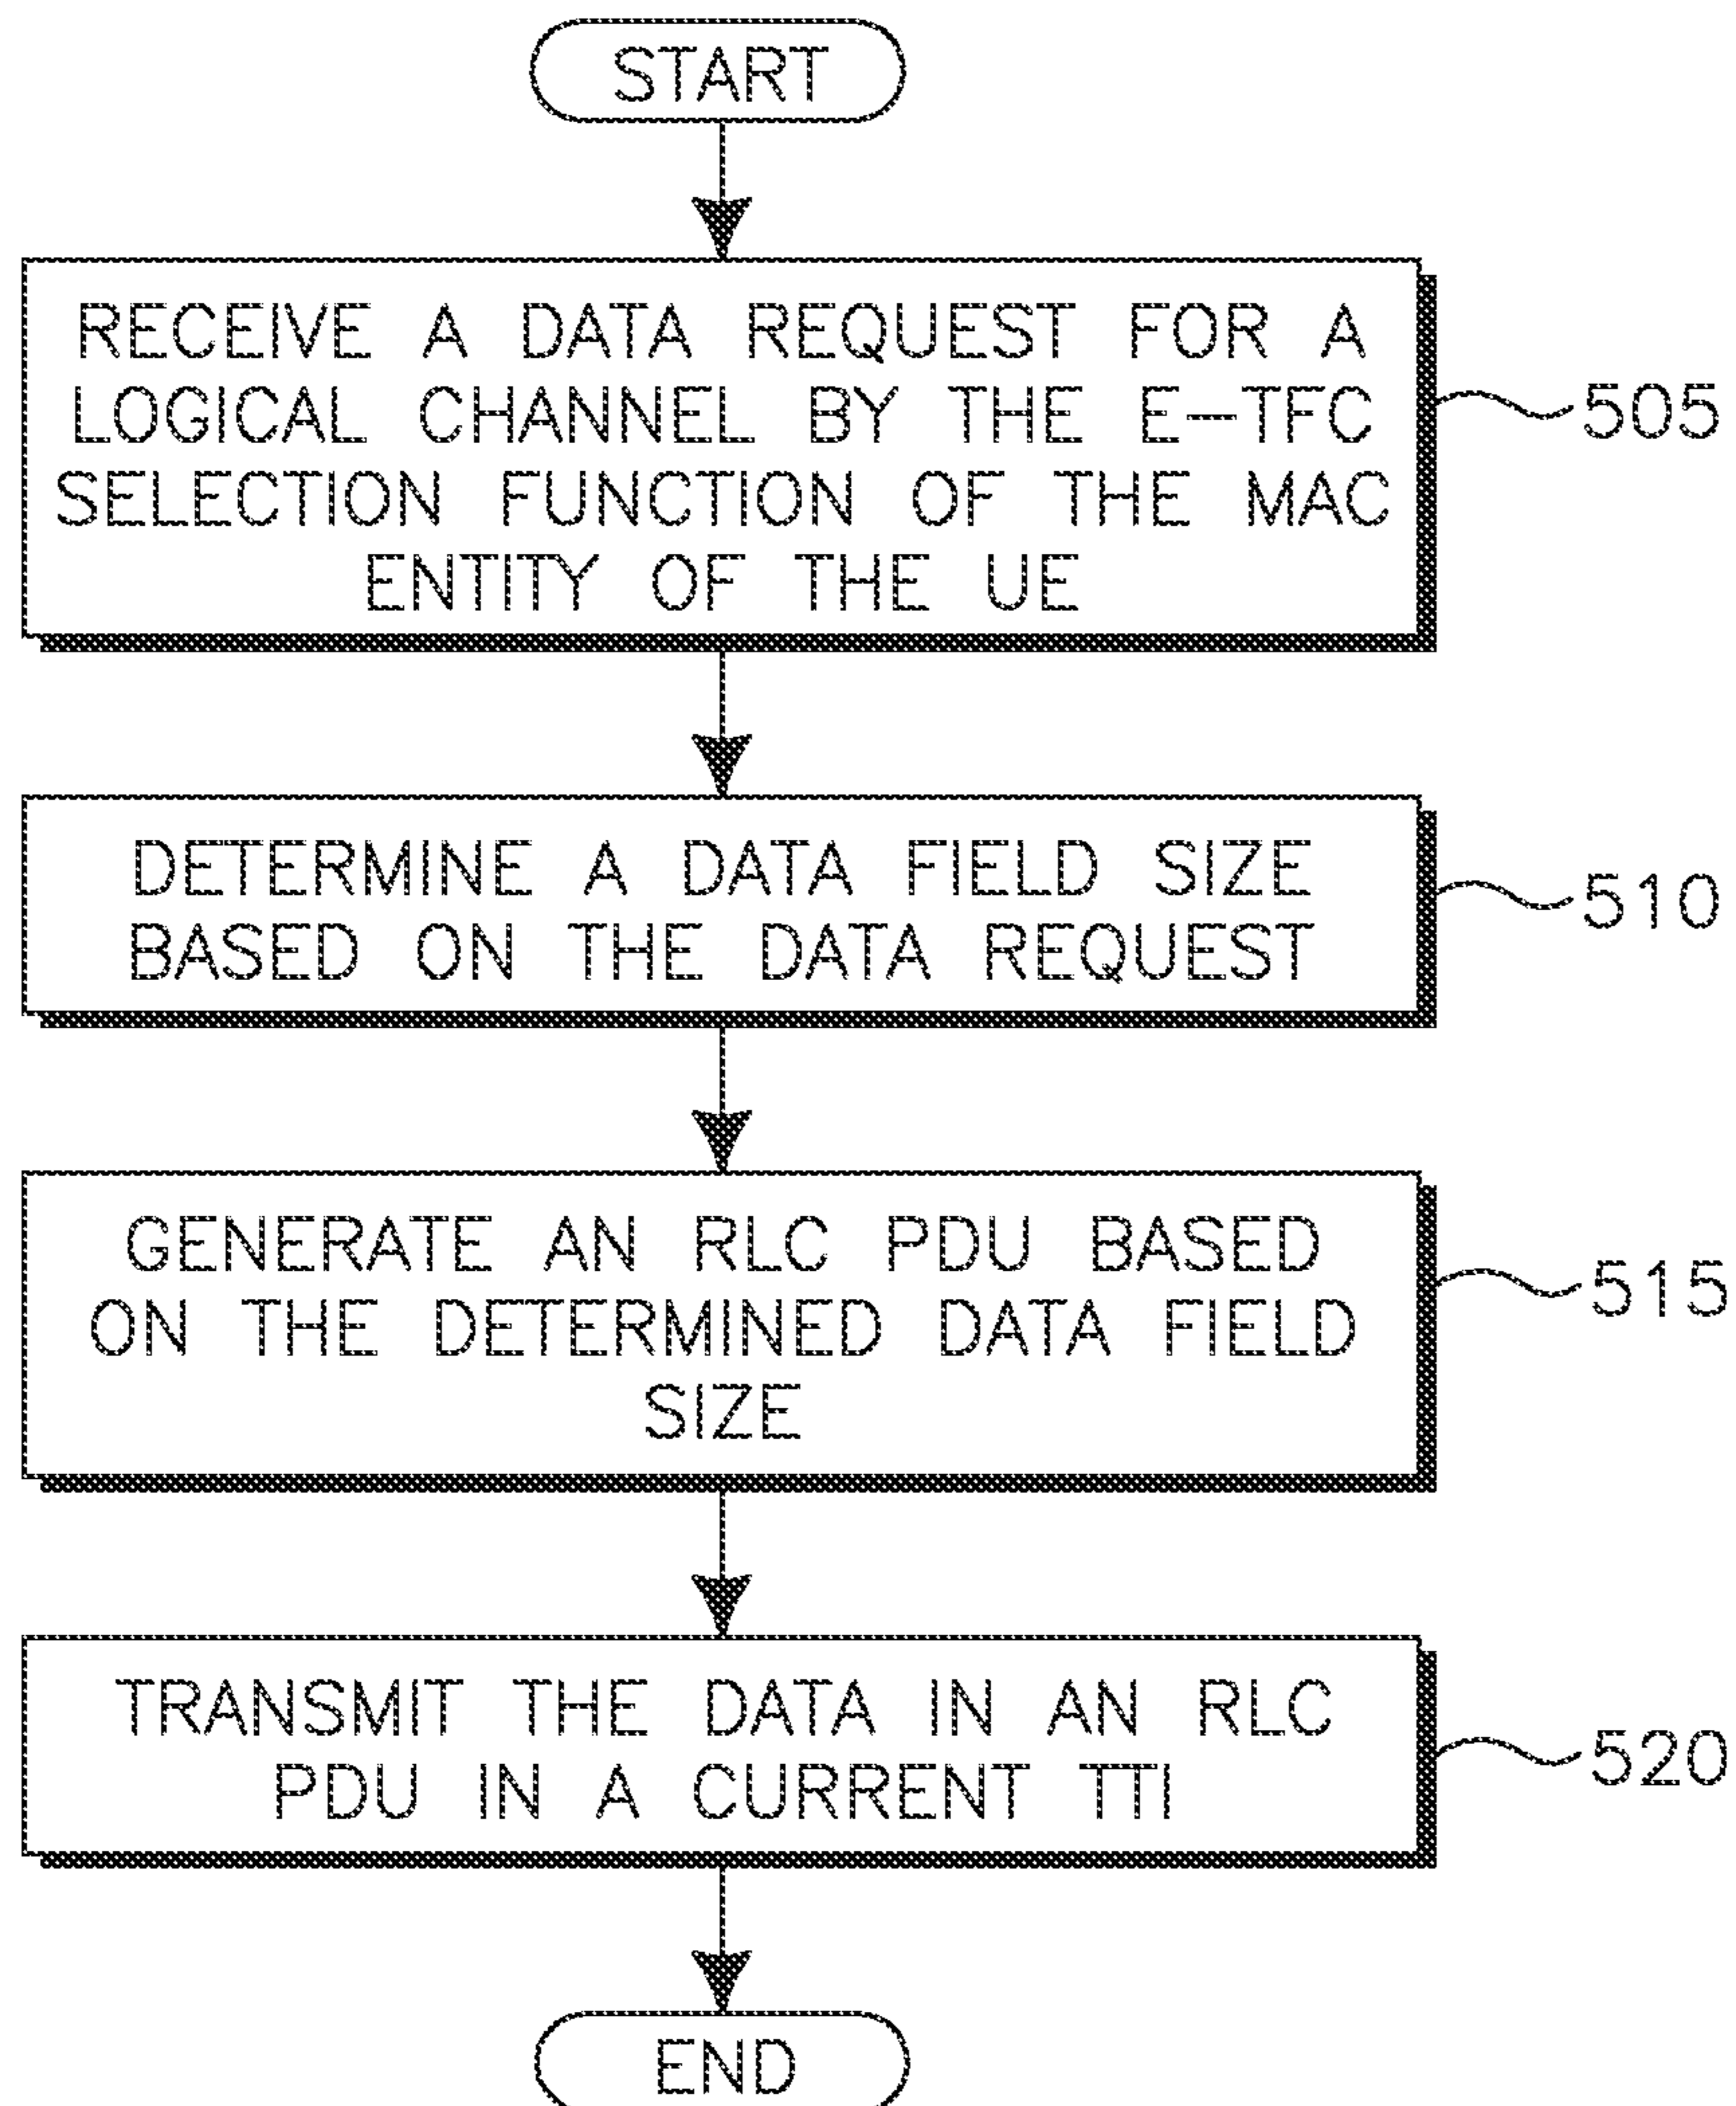 START
RECEIVE A DATA REQUEST FOR A
LOGICAL CHANNEL BY THE E-TFC
SELECTION FUNCTION OF THE MAC
ENTITY OF THE UE
505
DETERMINE A DATA FIELD SIZE
BASED ON THE DATA REQUEST
510
GENERATE AN RLC PDU BASED
ON THE DETERMINED DATA FIELD
SIZE
515
TRANSMIT THE DATA IN AN RLC
PDU IN A CURRENT TTI
520
END